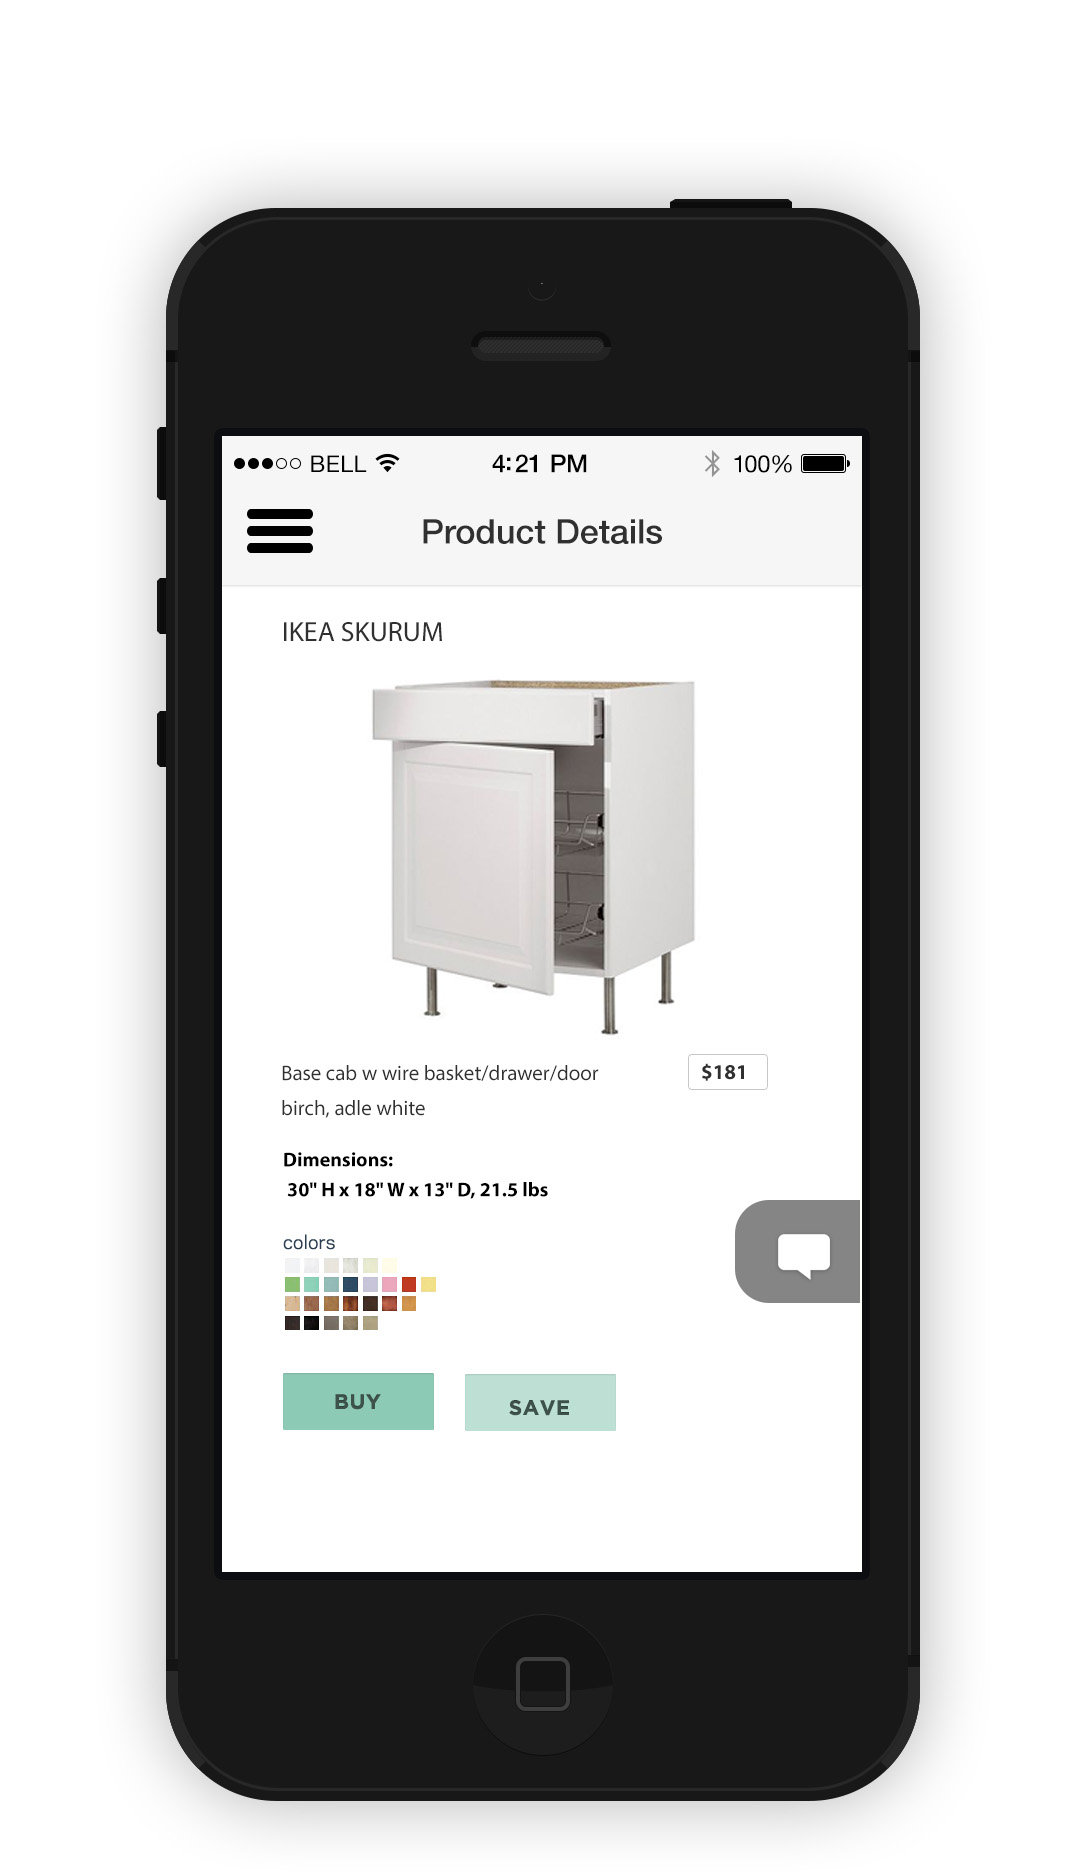 BELL 4:21 PM 100%
Product Details
IKEA SKURUM
Base cab w wire basket/drawer/door
birch, adle white
$181
Dimensions:
30" H x 18" W x 13" D, 21.5 lbs
colors
BUY
SAVE